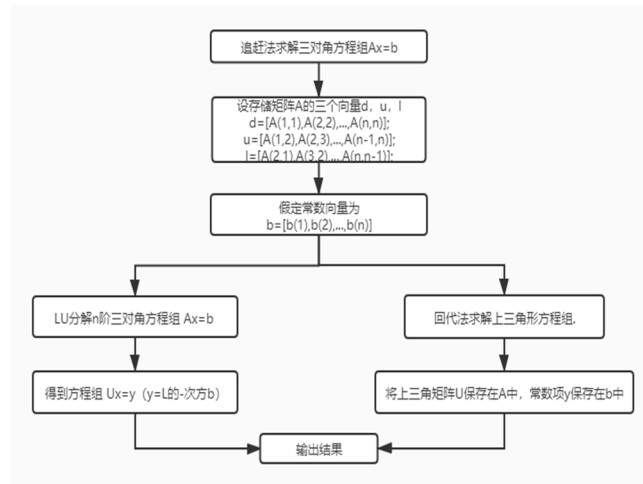 追赶法求解三对角方程组Ax=b
设存储矩阵A的三个向量d，u，l
d=[A(1,1),A(2,2),...,A(n,n)];
u=[A(1,2),A(2,3),...,A(n-1,n)];
l=[A(2,1),A(3,2),...,A(n,n-1)];
假定常数向量为
b=[b(1),b(2),...,b(n)]
LU分解n阶三对角方程组 Ax=b
回代法求解上三角形方程组.
得到方程组 Ux=y（y=L的-次方b）
将上三角矩阵U保存在A中，常数项y保存在b中
输出结果